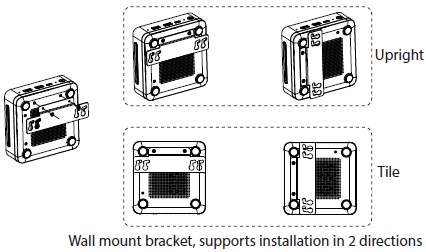 Upright
Tile
Wall mount bracket, supports installation in 2 directions